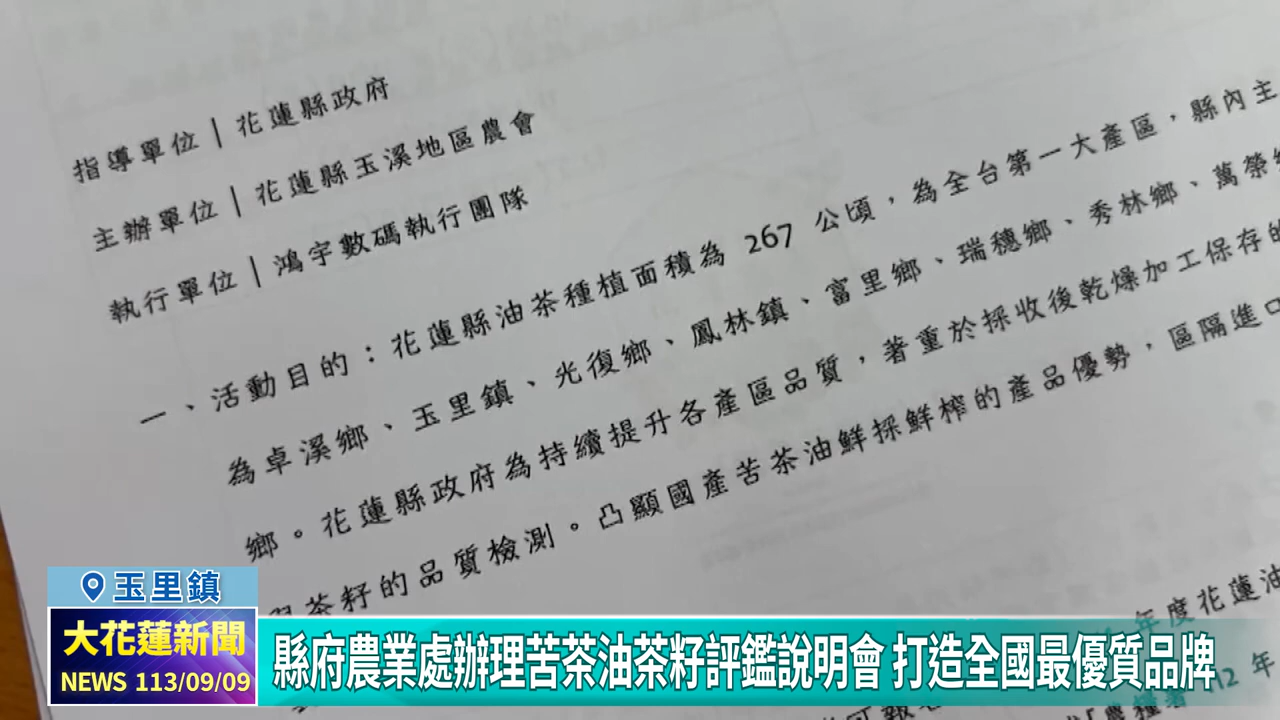 指導單位 | 花蓮縣政府
主辦單位 | 花蓮縣玉溪地區農會
執行單位 | 鴻宇數碼執行團隊
一、活動目的：花蓮縣油茶種植面積為 267 公頃，為全台第一大產區，縣內主
為卓溪鄉、玉里鎮、光復鄉、鳳林鎮、富里鄉、瑞穗鄉、秀林鄉、萬榮
鄉。花蓮縣政府為持續提升各產區品質，著重於採收後乾燥加工保存的
茶籽的品質檢測。凸顯國產苦茶油鮮採鮮榨的產品優勢，區隔進口
年度花蓮油
112 年
玉里鎮
大花蓮新聞
NEWS 113/09/09
縣府農業處辦理苦茶油茶籽評鑑說明會 打造全國最優質品牌